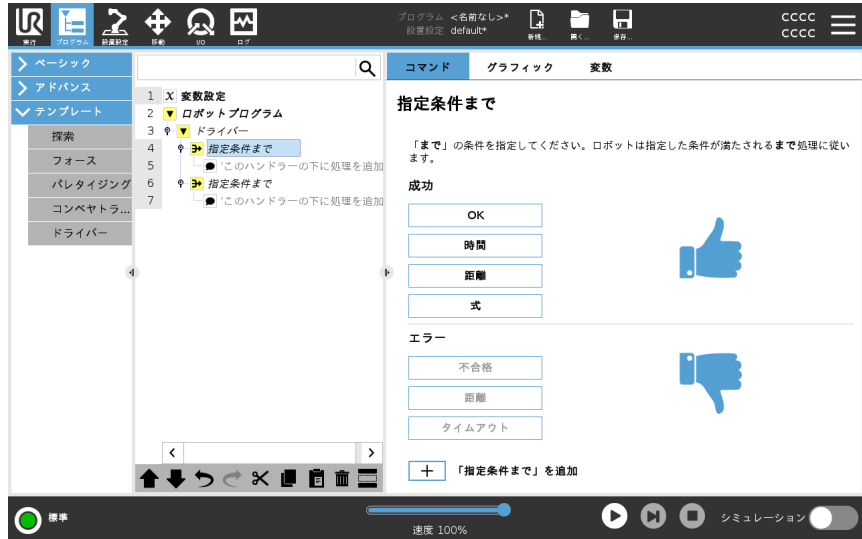 UR
実行
プログラム
設置設定
移動
I/O
ログ
プログラム <名前なし>*
設置設定 default*
新規...
開く...
保存...
CCCC
CCCC
ベーシック
アドバンス
テンプレート
探索
フォース
パレタイジング
コンベヤトラ...
ドライバー
1 X 変数設定
2 ロボットプログラム
3 ドライバー
4 指定条件まで
5 'このハンドラーの下に処理を追加
6 指定条件まで
7 'このハンドラーの下に処理を追加
コマンド グラフィック 変数
指定条件まで
「まで」の条件を指定してください。ロボットは指定した条件が満たされるまで処理に従い
ます。
成功
OK
時間
距離
式
エラー
不合格
距離
タイムアウト
「指定条件まで」を追加
標準
速度 100%
シミュレーション